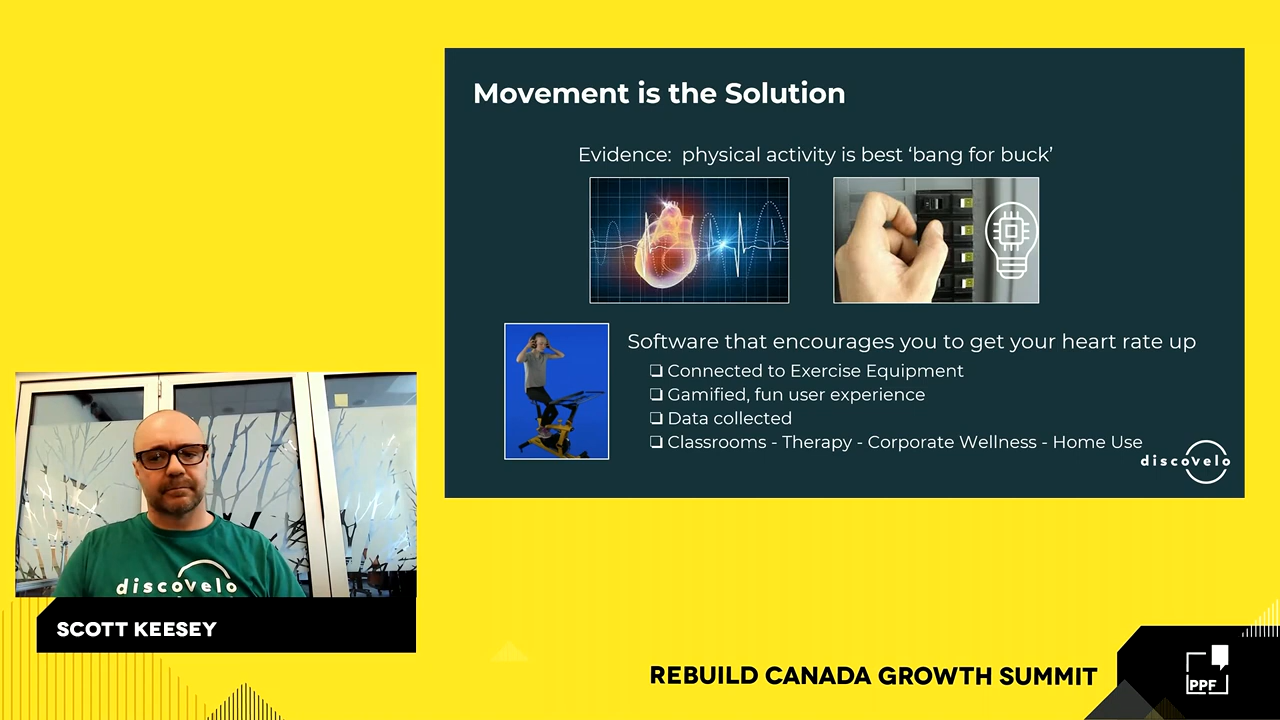 Movement is the Solution
Evidence: physical activity is best ‘bang for buck’
Software that encourages you to get your heart rate up
❏ Connected to Exercise Equipment
❏ Gamified, fun user experience
❏ Data collected
❏ Classrooms - Therapy - Corporate Wellness - Home Use
discovelo
discovelo
SCOTT KEESEY
REBUILD CANADA GROWTH SUMMIT
PPF